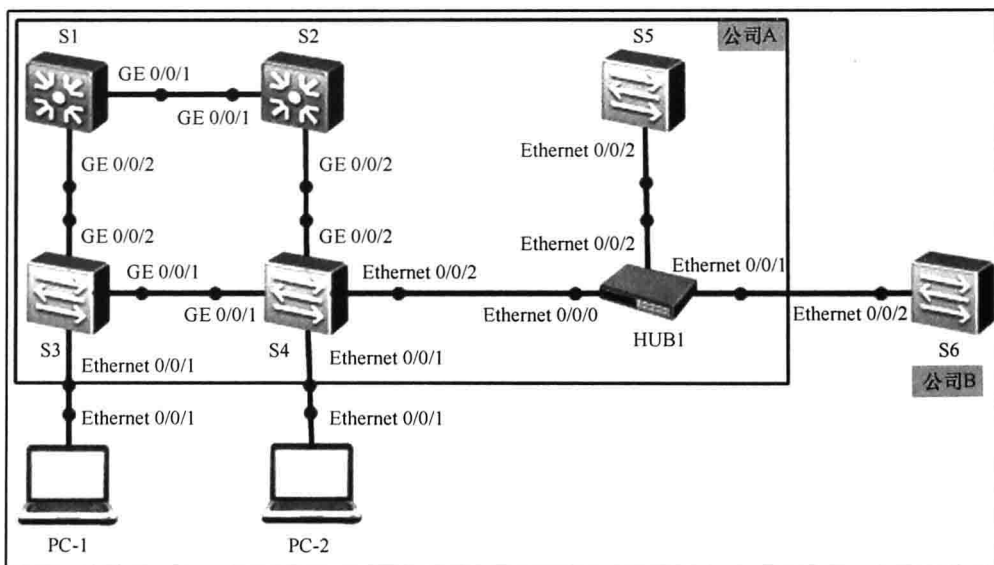 S1
S2
S5
公司A
GE 0/0/1
GE 0/0/1
Ethernet 0/0/2
GE 0/0/2
GE 0/0/2
GE 0/0/2
GE 0/0/2
Ethernet 0/0/2
GE 0/0/1
Ethernet 0/0/2
Ethernet 0/0/1
GE 0/0/1
Ethernet 0/0/0
Ethernet 0/0/2
S3
S4
HUB1
S6
Ethernet 0/0/1
Ethernet 0/0/1
公司B
Ethernet 0/0/1
Ethernet 0/0/1
PC-1
PC-2